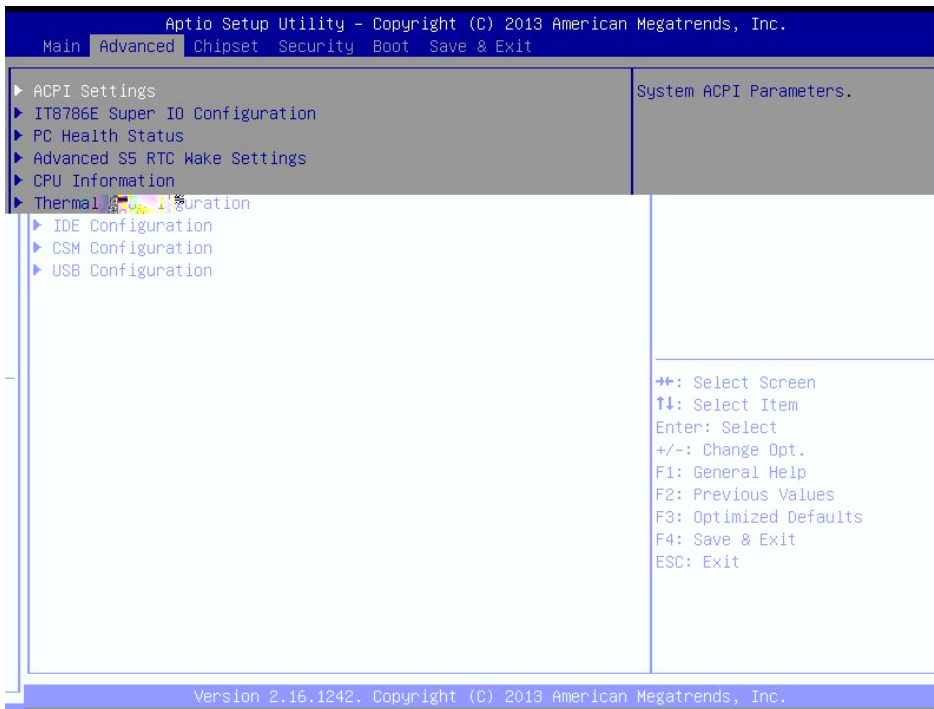 Aptio Setup Utility – Copyright (C) 2013 American Megatrends, Inc.
Main Advanced Chipset Security Boot Save & Exit
▶ ACPI Settings
▶ IT8786E Super IO Configuration
▶ PC Health Status
▶ Advanced S5 RTC Wake Settings
▶ CPU Information
▶ Thermal
▶ IDE Configuration
▶ CSM Configuration
▶ USB Configuration
System ACPI Parameters.
→←: Select Screen
↑↓: Select Item
Enter: Select
+/-: Change Opt.
F1: General Help
F2: Previous Values
F3: Optimized Defaults
F4: Save & Exit
ESC: Exit
Version 2.16.1242. Copyright (C) 2013 American Megatrends, Inc.